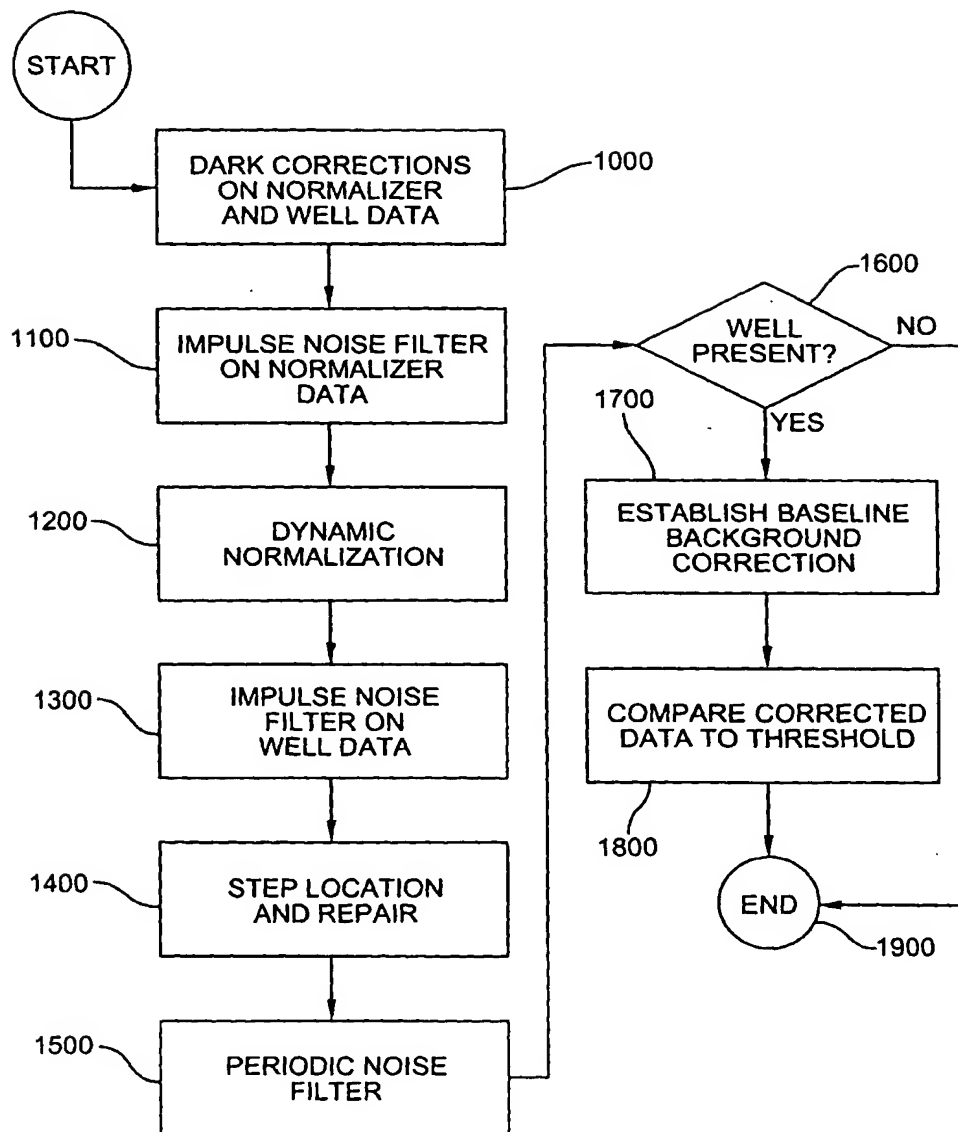 START
DARK CORRECTIONS
ON NORMALIZER
AND WELL DATA
1000
1100
IMPULSE NOISE FILTER
ON NORMALIZER
DATA
1200
DYNAMIC
NORMALIZATION
1300
IMPULSE NOISE
FILTER ON
WELL DATA
1400
STEP LOCATION
AND REPAIR
1500
PERIODIC NOISE
FILTER
1600
WELL
PRESENT?
NO
YES
1700
ESTABLISH BASELINE
BACKGROUND
CORRECTION
COMPARE CORRECTED
DATA TO THRESHOLD
1800
END
1900